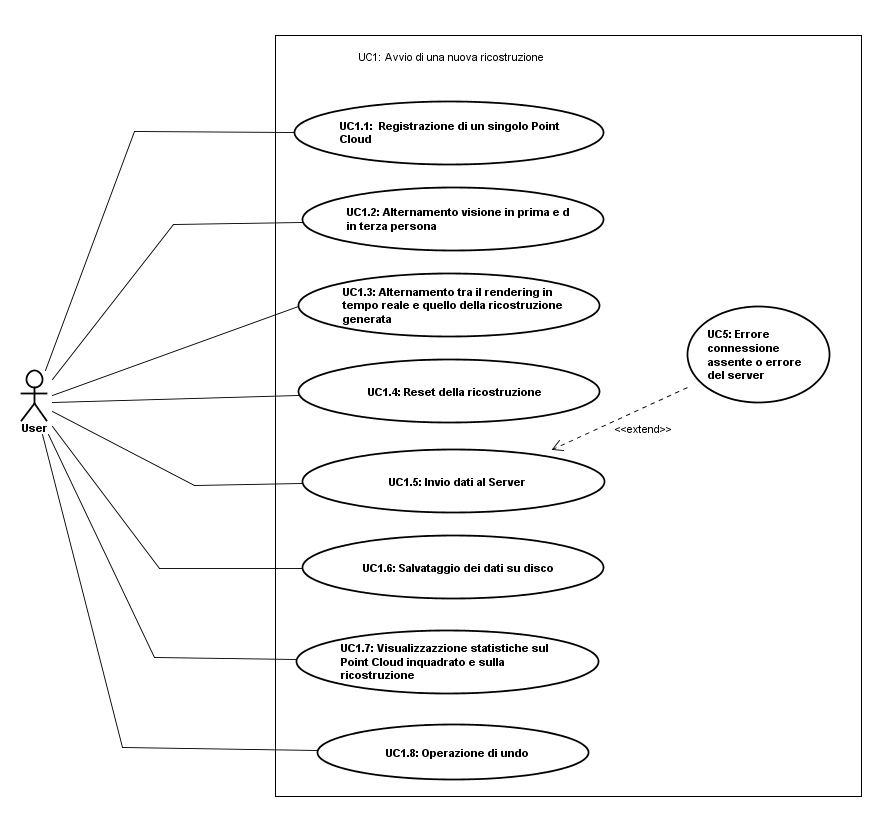 UC1: Avvio di una nuova ricostruzione
UC1.1: Registrazione di un singolo Point
Cloud
UC1.2: Alternamento visione in prima e d
in terza persona
UC1.3: Alternamento tra il rendering in
tempo reale e quello della ricostruzione
generata
UC5: Errore
connessione
assente o errore
del server
UC1.4: Reset della ricostruzione
User
<<extend>>
UC1.5: Invio dati al Server
UC1.6: Salvataggio dei dati su disco
UC1.7: Visualizzazzione statistiche sul
Point Cloud inquadrato e sulla
ricostruzione
UC1.8: Operazione di undo